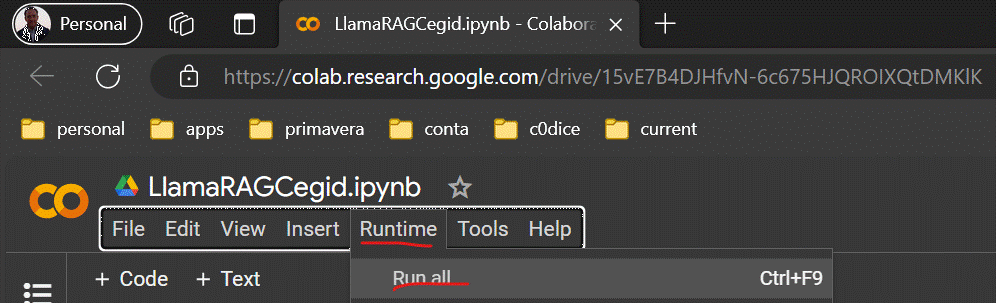 Personal
LlamaRAGCegid.ipynb - Colabora
https://colab.research.google.com/drive/15vE7B4DJHfvN-6c675HJQROIXQtDMKlK
personal apps primavera conta c0dice current
LlamaRAGCegid.ipynb
File Edit View Insert Runtime Tools Help
+ Code + Text
Run all Ctrl+F9